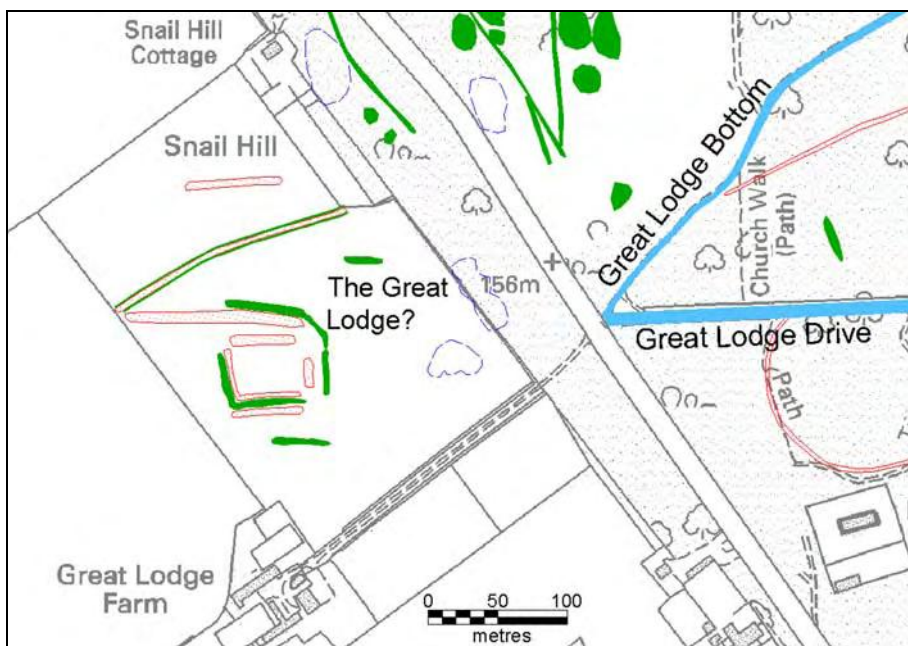 Snail Hill
Cottage
Snail Hill
Great Lodge Bottom
Church Walk
(Path)
The Great
Lodge?
156m
Great Lodge Drive
Path
Great Lodge
Farm
0 50 100
metres